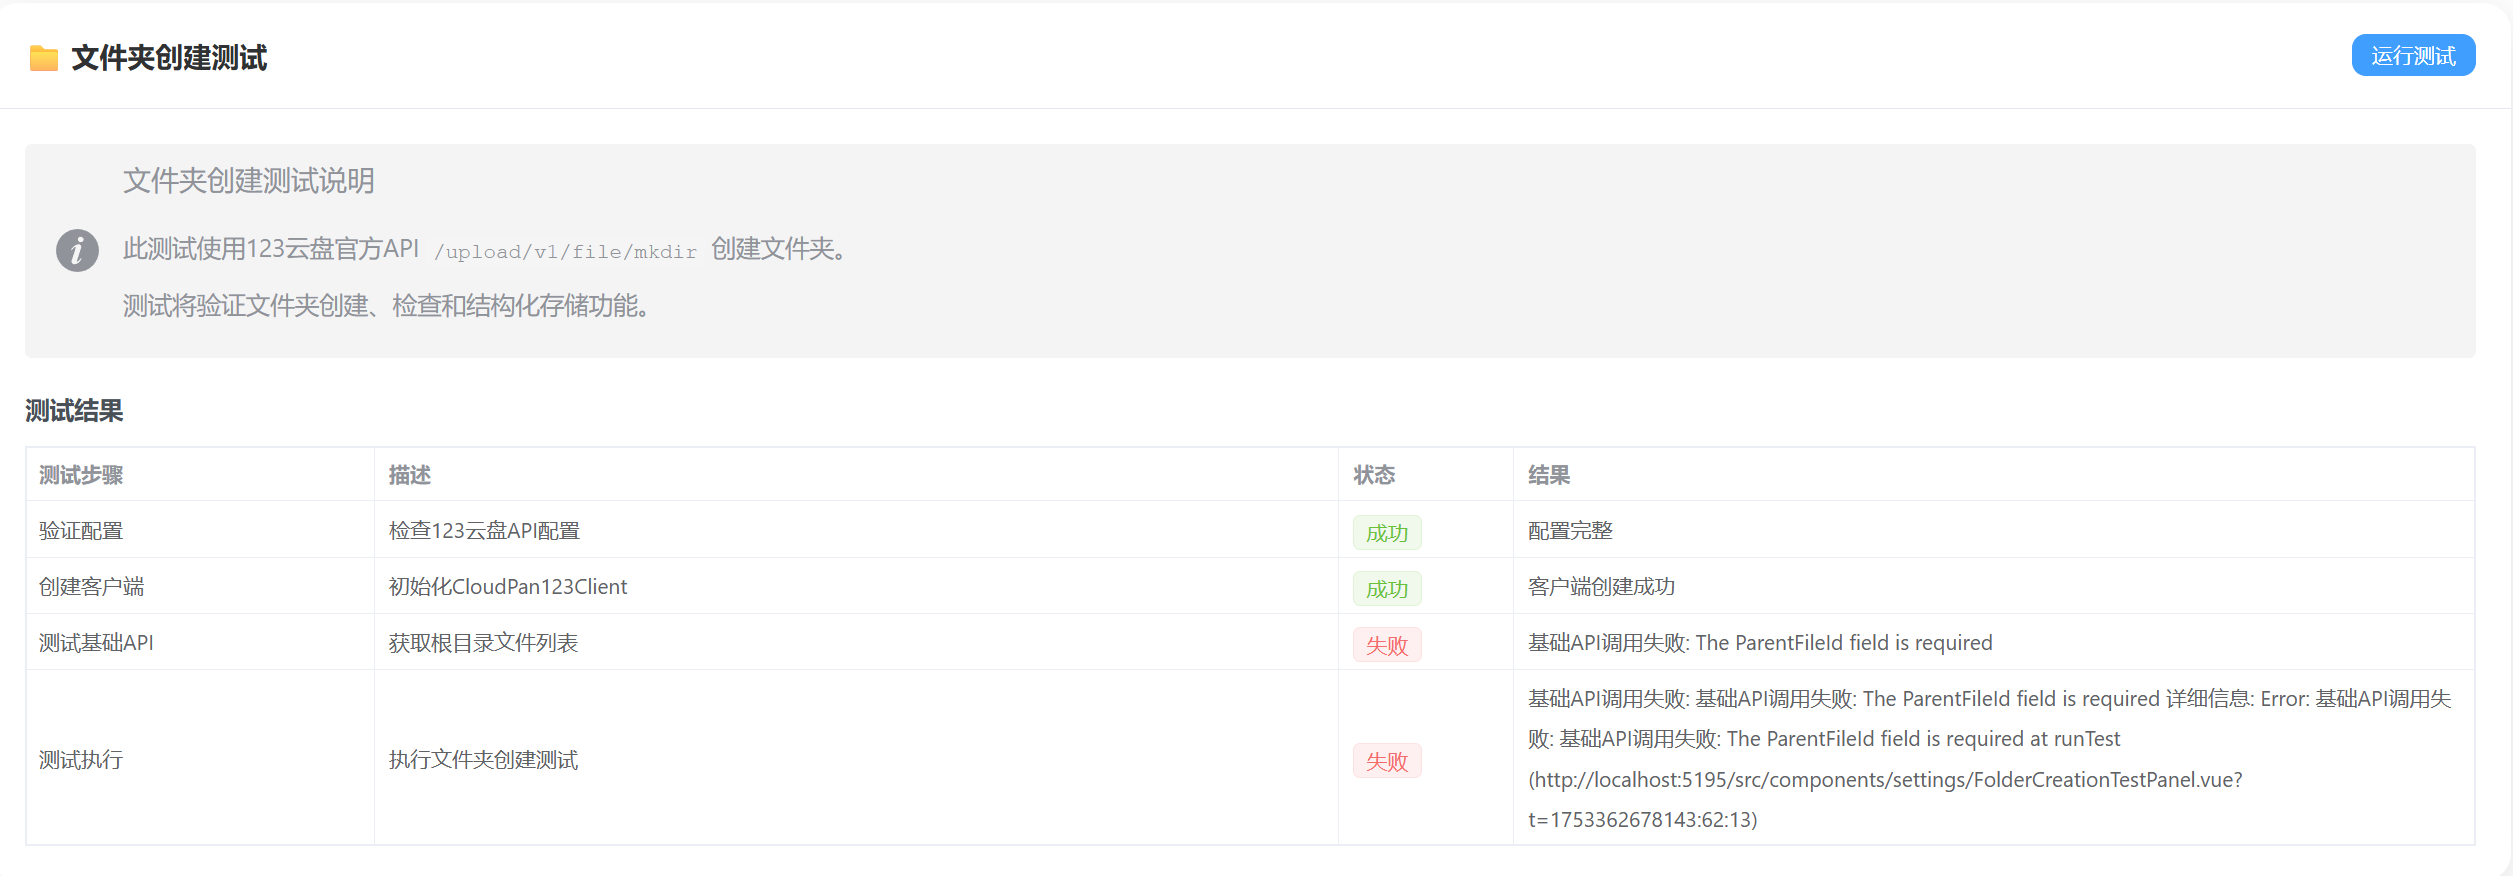 文件夹创建测试
运行测试
文件夹创建测试说明
此测试使用123云盘官方API /upload/v1/file/mkdir 创建文件夹。
测试将验证文件夹创建、检查和结构化存储功能。
测试结果
测试步骤 描述 状态 结果
验证配置 检查123云盘API配置 成功 配置完整
创建客户端 初始化CloudPan123Client 成功 客户端创建成功
测试基础API 获取根目录文件列表 失败 基础API调用失败: The ParentFileId field is required
测试执行 执行文件夹创建测试 失败 基础API调用失败: 基础API调用失败: The ParentFileId field is required 详细信息: Error: 基础API调用失
败: 基础API调用失败: The ParentFileId field is required at runTest
(http://localhost:5195/src/components/settings/FolderCreationTestPanel.vue?
t=1753362678143:62:13)